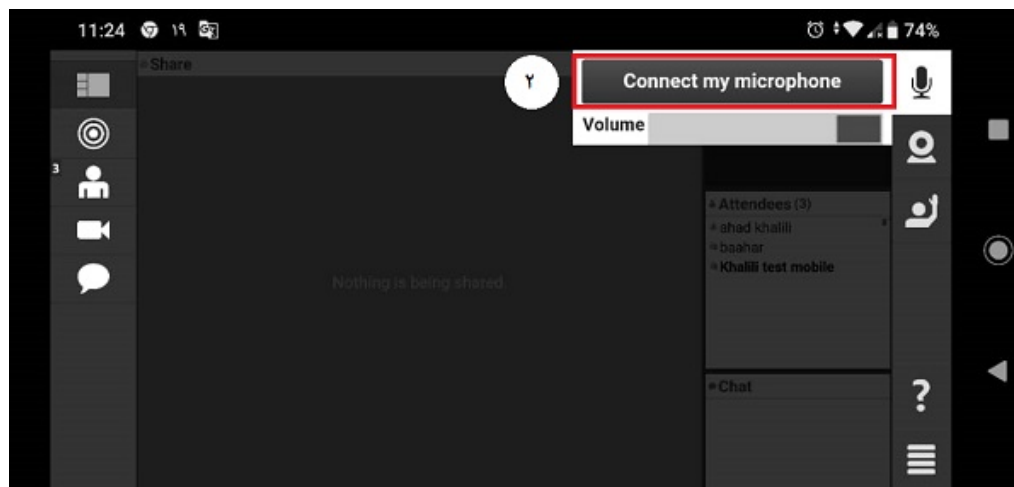 11:24 ۱۹ 74%
Share
۲
Connect my microphone
Volume
3
Attendees (3)
ahad khalili
baahar
Khalili test mobile
Nothing is being shared.
Chat
?